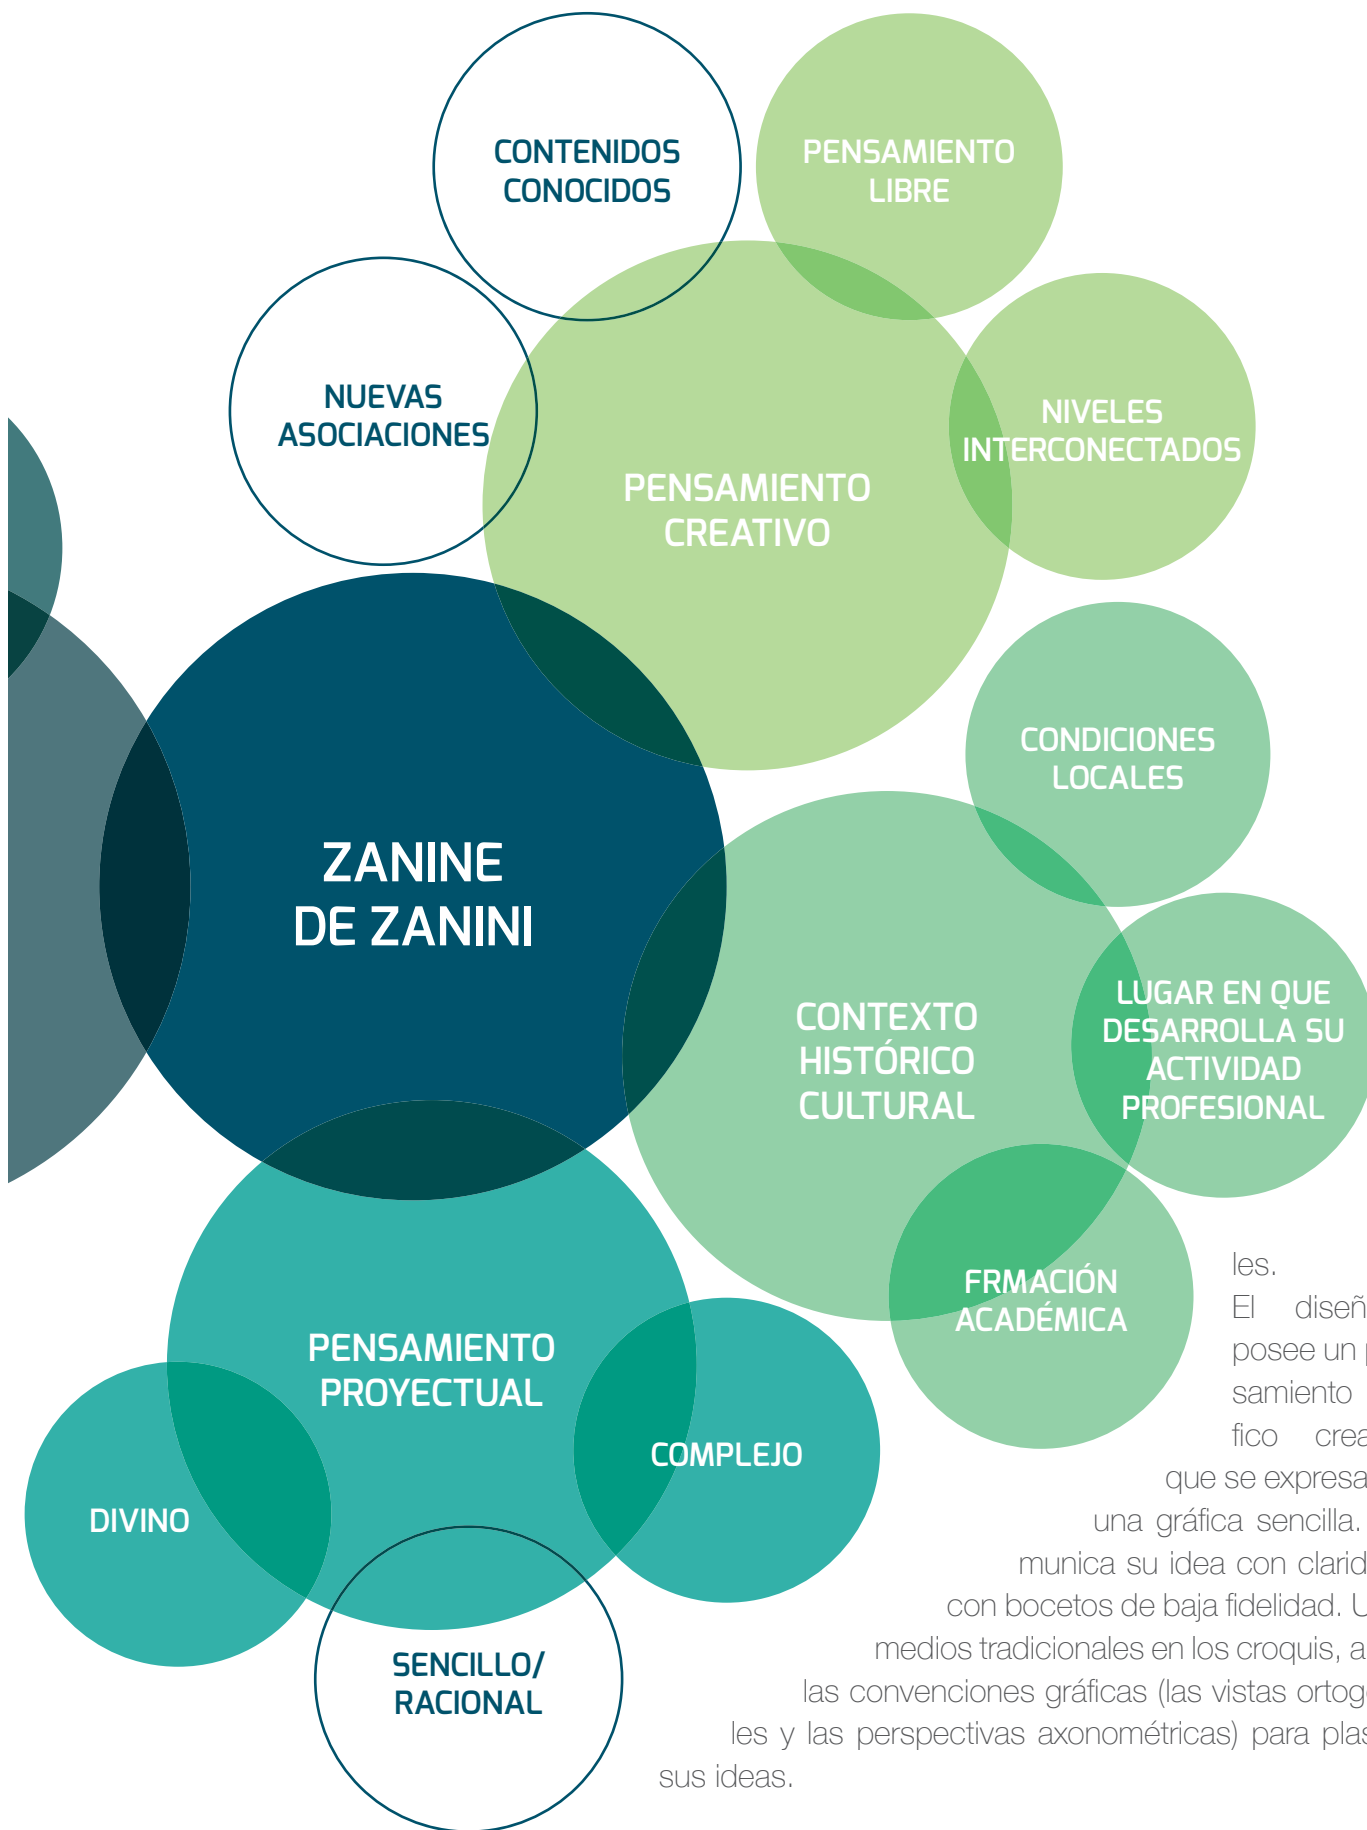 CONTENIDOS
CONOCIDOS
PENSAMIENTO
LIBRE
NUEVAS
ASOCIACIONES
NIVELES
INTERCONECTADOS
PENSAMIENTO
CREATIVO
CONDICIONES
LOCALES
ZANINE
DE ZANINI
CONTEXTO
HISTÓRICO
CULTURAL
LUGAR EN QUE
DESARROLLA SU
ACTIVIDAD
PROFESIONAL
FRMACIÓN
ACADÉMICA
PENSAMIENTO
PROYECTUAL
COMPLEJO
DIVINO
SENCILLO/
RACIONAL
les.
El
posee un
samiento
fico
que se expresa
una gráfica sencilla.
munica su idea con
con bocetos de baja fidelidad.
medios tradicionales en los croquis,
las convenciones gráficas (las vistas
les y las perspectivas axonométricas) para
sus ideas.